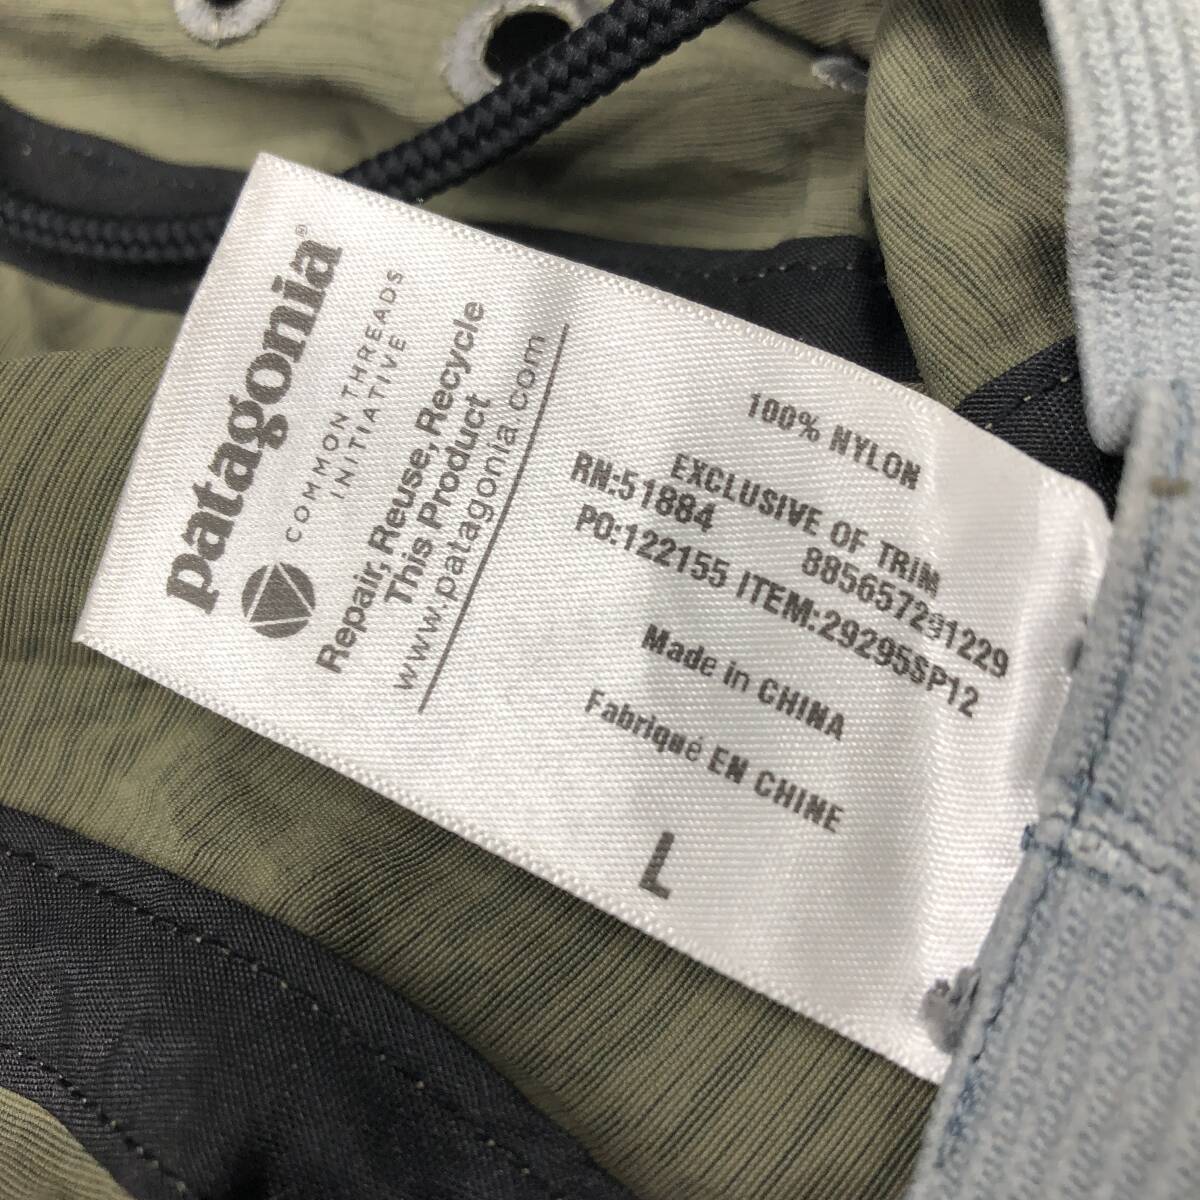 patagonia®
COMMON THREADS
INITIATIVE
Repair, Reuse, Recycle
This Product
www.patagonia.com
100% NYLON
EXCLUSIVE OF TRIM
RN:51884 885657291229
PO:122155 ITEM:29295SP12
Made in CHINA
Fabriqué EN CHINE
L